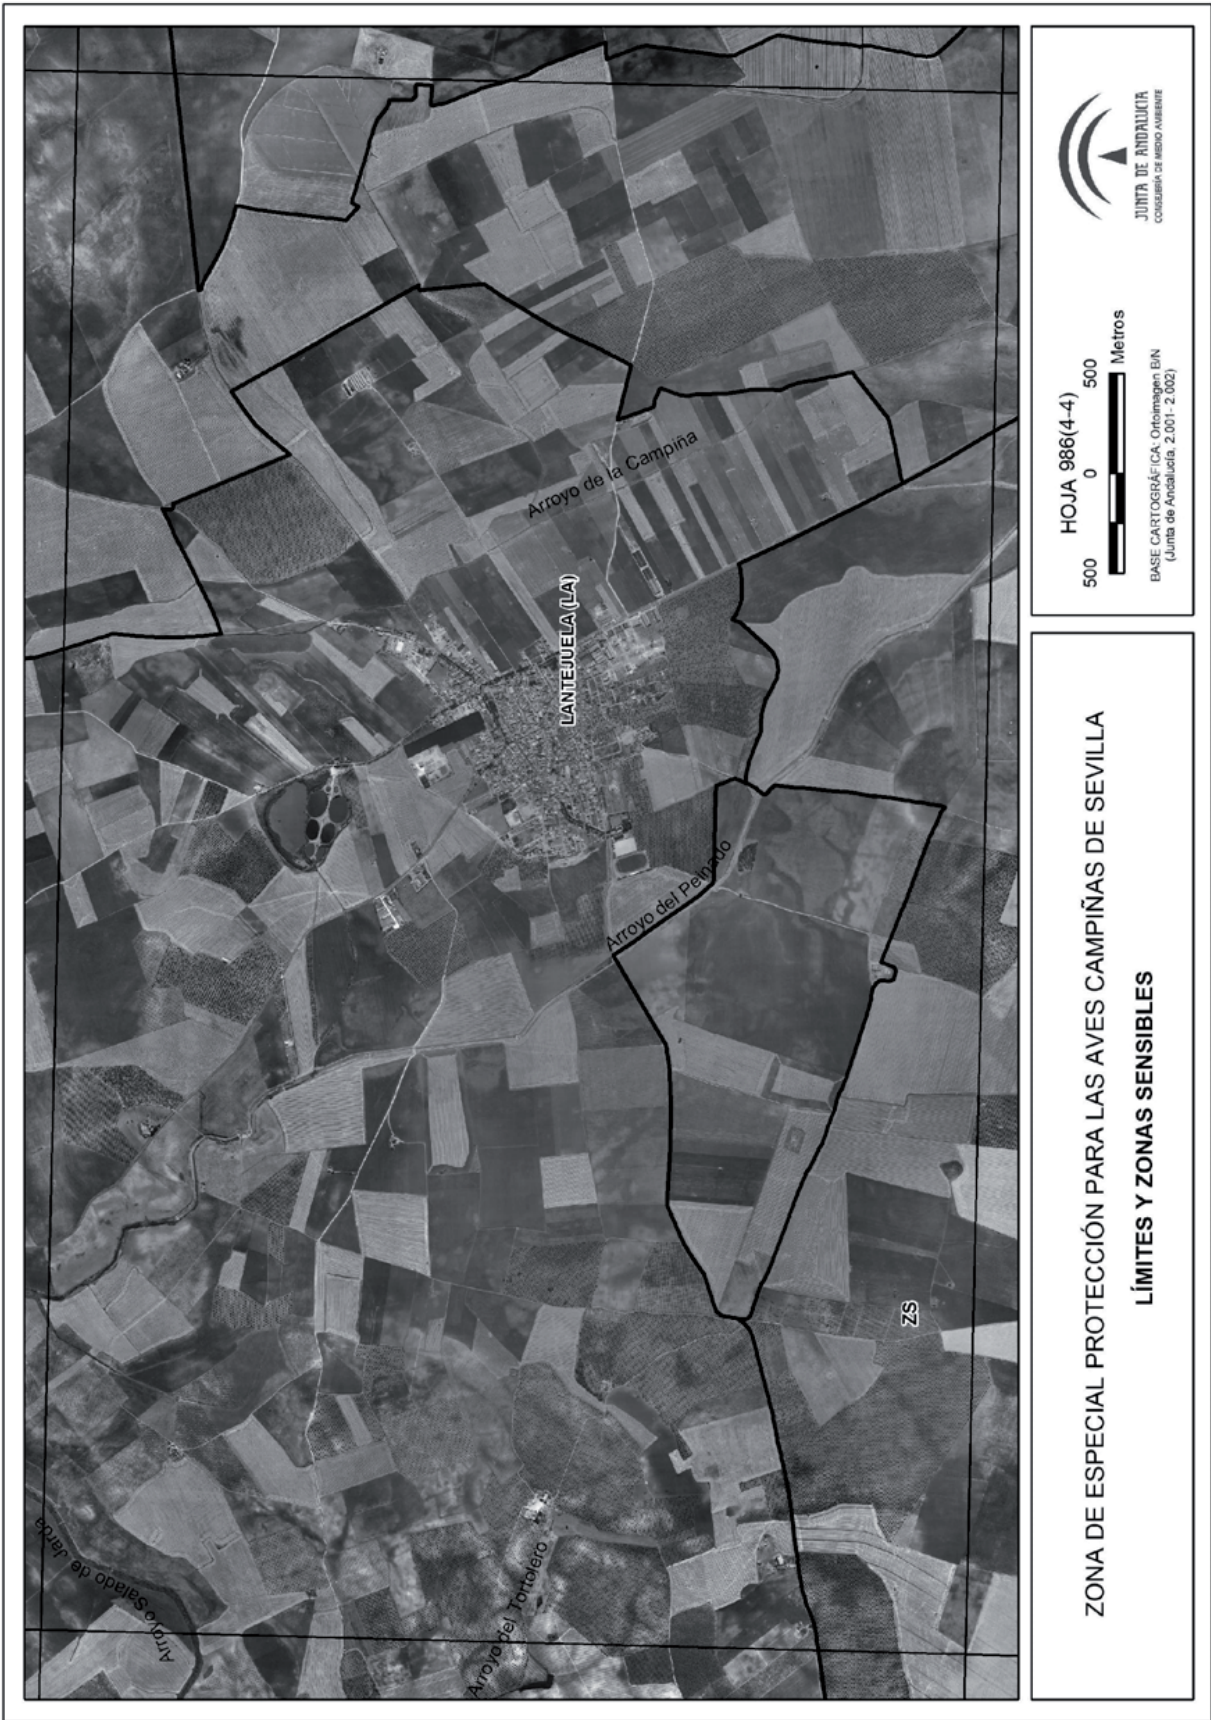 Arroyo Salado de Jarda
Arroyo del Tortolero
Arroyo del Peinado
LANTEJUELA (LA)
Arroyo de la Campiña
ZS
ZONA DE ESPECIAL PROTECCIÓN PARA LAS AVES CAMPIÑAS DE SEVILLA
LÍMITES Y ZONAS SENSIBLES
HOJA 986(4-4)
500 0 500
Metros
BASE CARTOGRÁFICA: Ortoimagen B/N
(Junta de Andalucía, 2.001- 2.002)
JUNTA DE ANDALUCIA
CONSEJERÍA DE MEDIO AMBIENTE